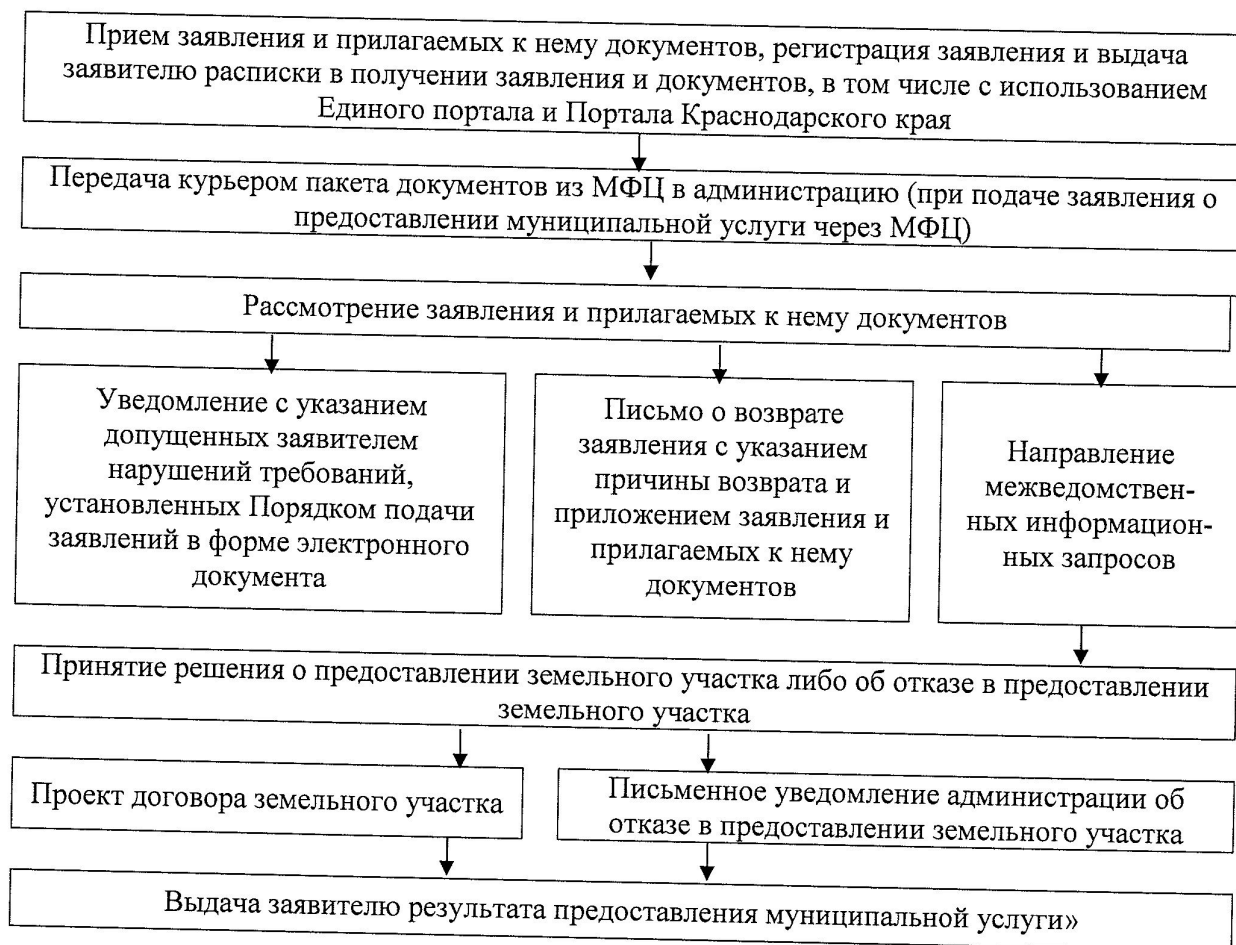 Прием заявления и прилагаемых к нему документов, регистрация заявления и выдача
заявителю расписки в получении заявления и документов, в том числе с использованием
Единого портала и Портала Краснодарского края
Передача курьером пакета документов из МФЦ в администрацию (при подаче заявления о
предоставлении муниципальной услуги через МФЦ)
Рассмотрение заявления и прилагаемых к нему документов
Уведомление с указанием
допущенных заявителем
нарушений требований,
установленных Порядком подачи
заявлений в форме электронного
документа
Письмо о возврате
заявления с указанием
причины возврата и
приложением заявления и
прилагаемых к нему
документов
Направление
межведомствен-
ных информацион-
ных запросов
Принятие решения о предоставлении земельного участка либо об отказе в предоставлении
земельного участка
Проект договора земельного участка
Письменное уведомление администрации об
отказе в предоставлении земельного участка
Выдача заявителю результата предоставления муниципальной услуги»